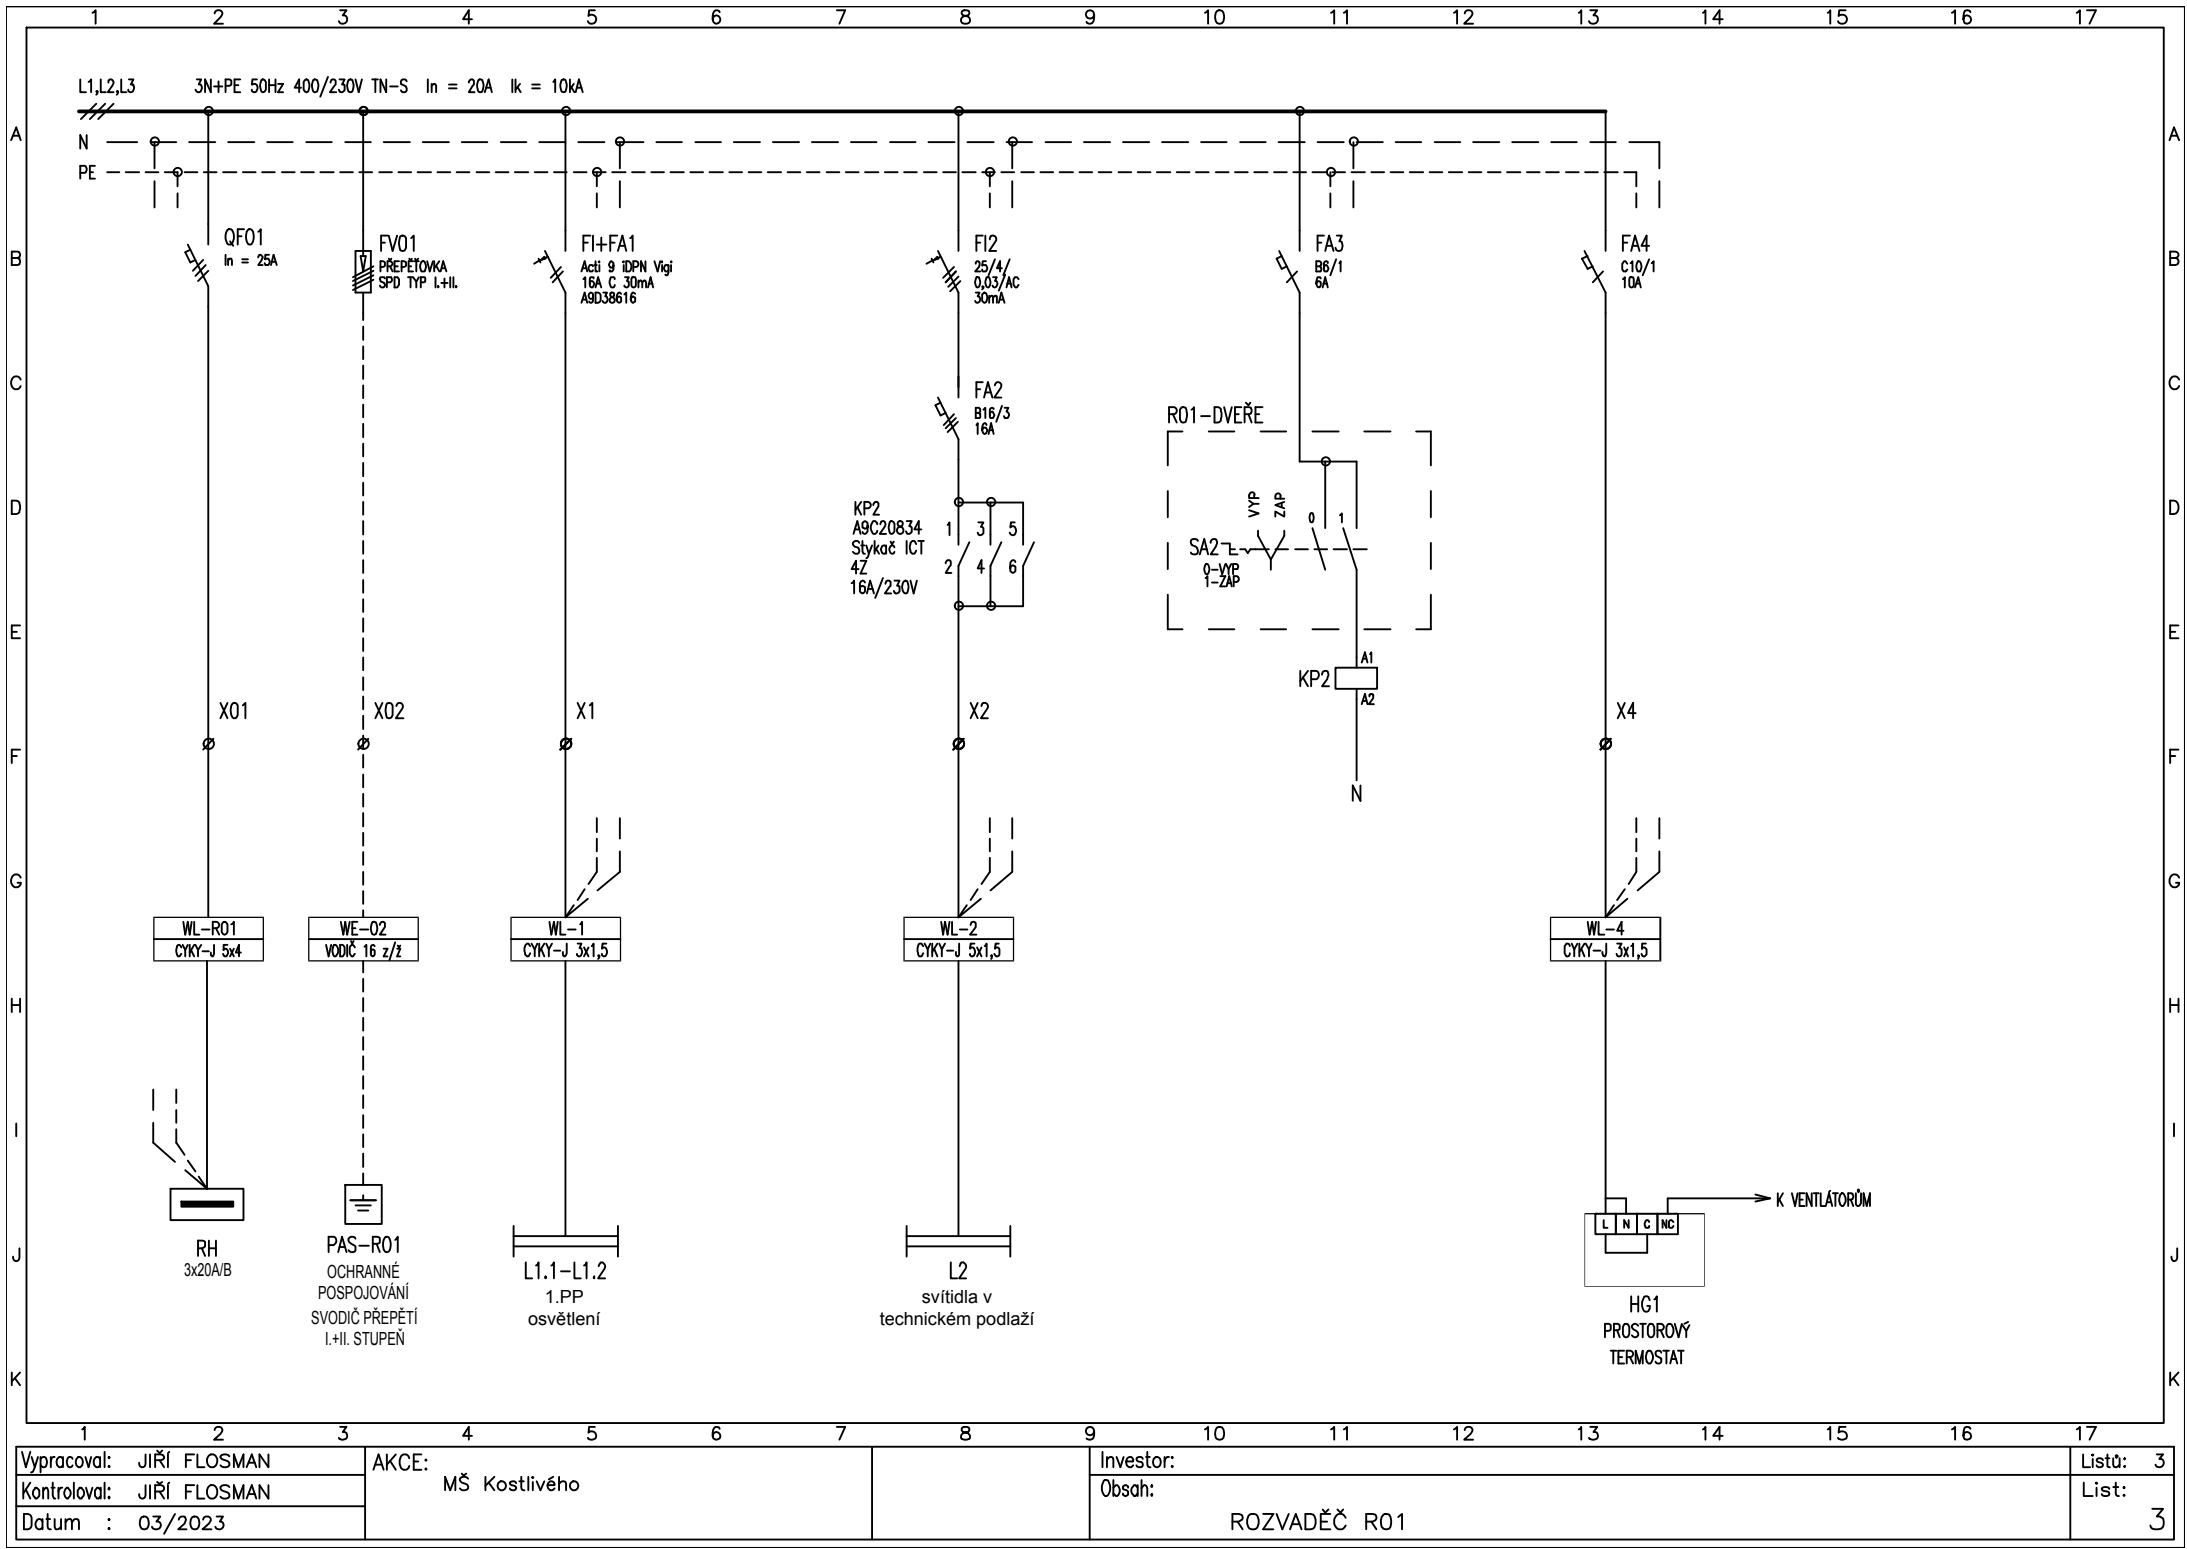 1 2 3 4 5 6 7 8 9 10 11 12 13 14 15 16 17
L1,L2,L3 3N+PE 50Hz 400/230V TN-S In = 20A Ik = 10kA
A A
N
PE
B B
QF01
In = 25A
FV01
PŘEPĚŤOVKA
SPD TYP I.+II.
FI+FA1
Acti 9 iDPN Vigi
16A C 30mA
A9D38616
FI2
25/4/
0,03/AC
30mA
FA3
B6/1
6A
FA4
C10/1
10A
C C
FA2
B16/3
16A
R01-DVEŘE
D D
KP2
A9C20834
Stykač ICT
4Z
16A/230V
1 3 5
2 4 6
VYP ZAP
0 1
SA2
0-VYP
1-ZAP
E E
A1
KP2
A2
X01 X02 X1 X2 X4
F F
N
G G
WL-R01
CYKY-J 5x4
WE-02
VODIČ 16 z/ž
WL-1
CYKY-J 3x1,5
WL-2
CYKY-J 5x1,5
WL-4
CYKY-J 3x1,5
H H
I I
K VENTLÁTORŮM
L N C NC
J J
RH
3x20A/B
PAS-R01
OCHRANNÉ
POSPOJOVÁNÍ
SVODIČ PŘEPĚTÍ
I.+II. STUPEŇ
L1.1-L1.2
1.PP
osvětlení
L2
svítidla v
technickém podlaží
HG1
PROSTOROVÝ
TERMOSTAT
K K
1 2 3 4 5 6 7 8 9 10 11 12 13 14 15 16 17
Vypracoval: JIŘÍ FLOSMAN
Kontroloval: JIŘÍ FLOSMAN
Datum : 03/2023
AKCE:
MŠ Kostlivého
Investor:
Obsah:
ROZVADĚČ R01
Listů: 3
List:
3